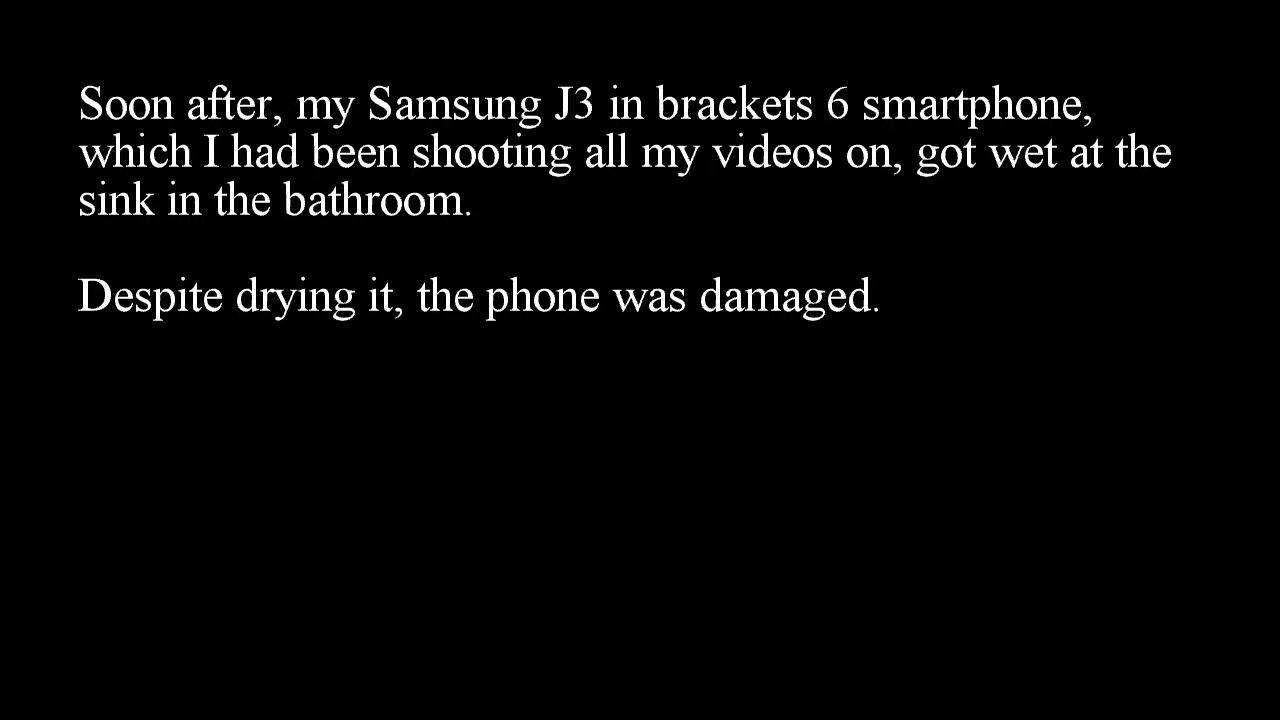 Soon after, my Samsung J3 in brackets 6 smartphone,
which I had been shooting all my videos on, got wet at the
sink in the bathroom.
Despite drying it, the phone was damaged.